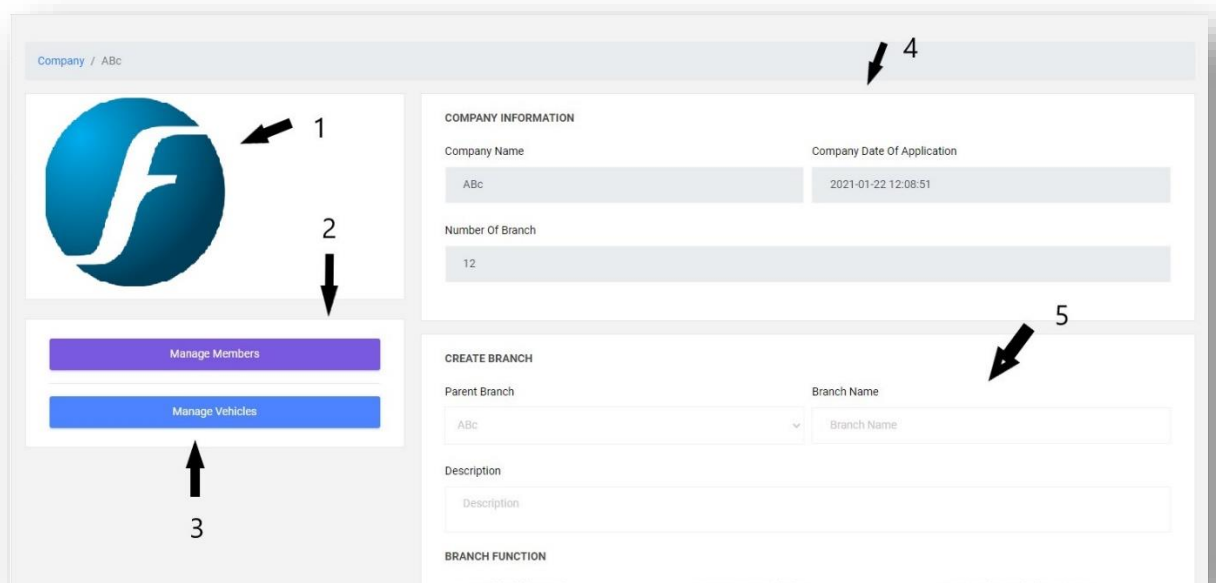 4
Company / ABc
1
2
Manage Members
Manage Vehicles
3
COMPANY INFORMATION
Company Name Company Date Of Application
ABc 2021-01-22 12:08:51
Number Of Branch
12
5
CREATE BRANCH
Parent Branch Branch Name
ABc Branch Name
Description
Description
BRANCH FUNCTION